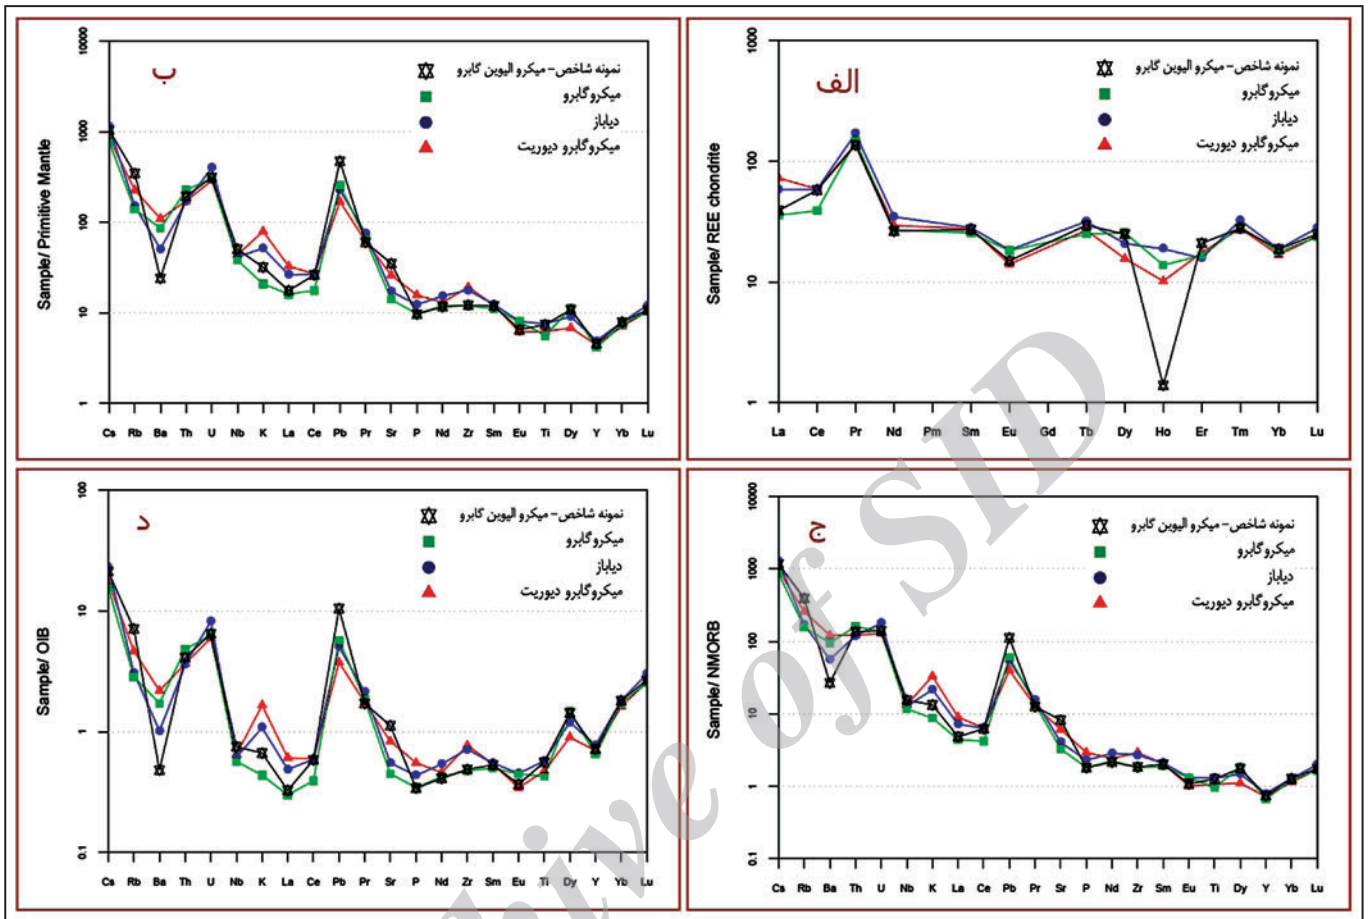 الف
نمونه شاخص- میکرو الیوین گابرو
میکروگابرو
دیاباز
میکروگابرو دیوریت
Sample/ REE chondrite
1000
100
10
1
La Ce Pr Nd Pm Sm Eu Gd Tb Dy Ho Er Tm Yb Lu
ب
نمونه شاخص- میکرو الیوین گابرو
میکروگابرو
دیاباز
میکروگابرو دیوریت
Sample/ Primitive Mantle
10000
1000
100
10
1
Cs Rb Ba Th U Nb K La Ce Pb Pr Sr P Nd Zr Sm Eu Ti Dy Y Yb Lu
ج
نمونه شاخص- میکرو الیوین گابرو
میکروگابرو
دیاباز
میکروگابرو دیوریت
Sample/ NMORB
10000
1000
100
10
1
0.1
Cs Rb Ba Th U Nb K La Ce Pb Pr Sr P Nd Zr Sm Eu Ti Dy Y Yb Lu
د
نمونه شاخص- میکرو الیوین گابرو
میکروگابرو
دیاباز
میکروگابرو دیوریت
Sample/ OIB
100
10
1
0.1
Cs Rb Ba Th U Nb K La Ce Pb Pr Sr P Nd Zr Sm Eu Ti Dy Y Yb Lu
hive of SID